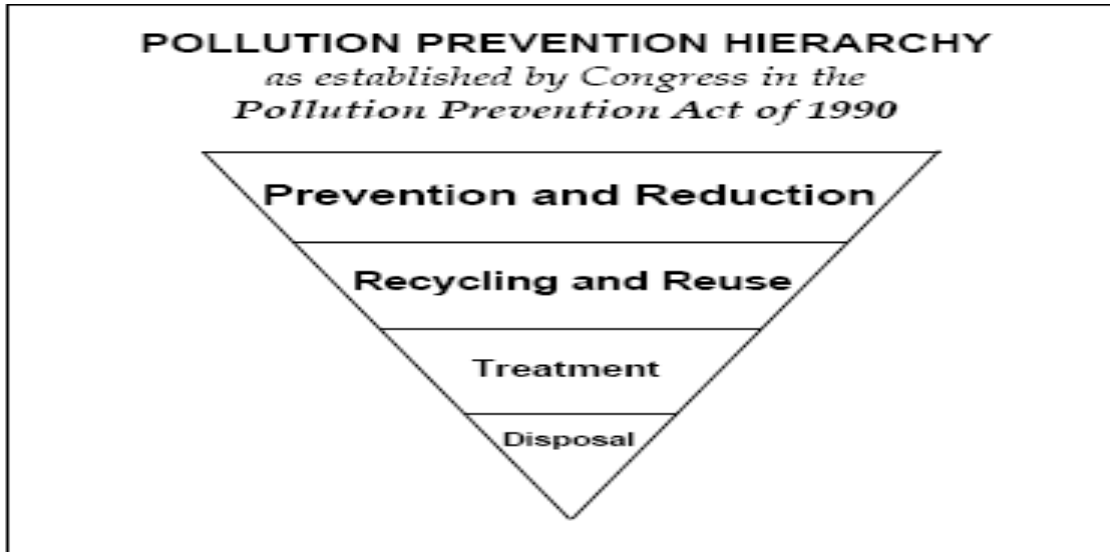 POLLUTION PREVENTION HIERARCHY
as established by Congress in the
Pollution Prevention Act of 1990
Prevention and Reduction
Recycling and Reuse
Treatment
Disposal